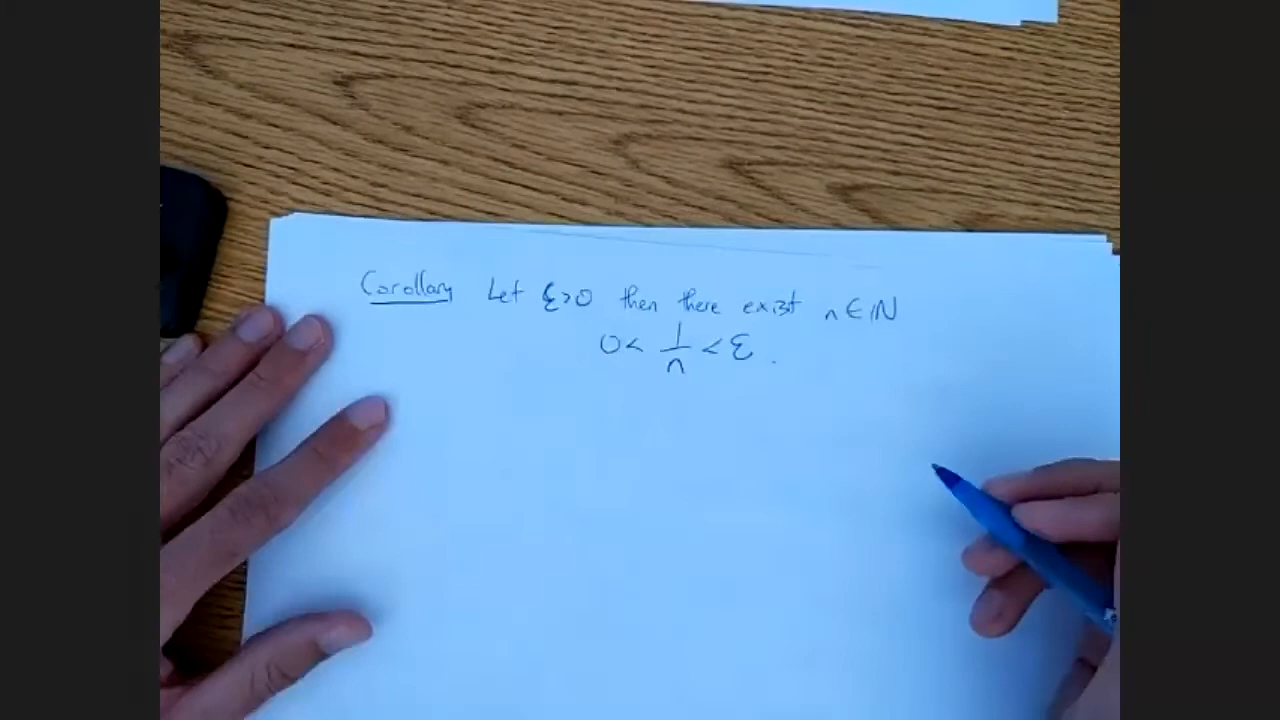 Corollary Let ε>0 then there exist n∈ℕ
0 < 1/n < ε .